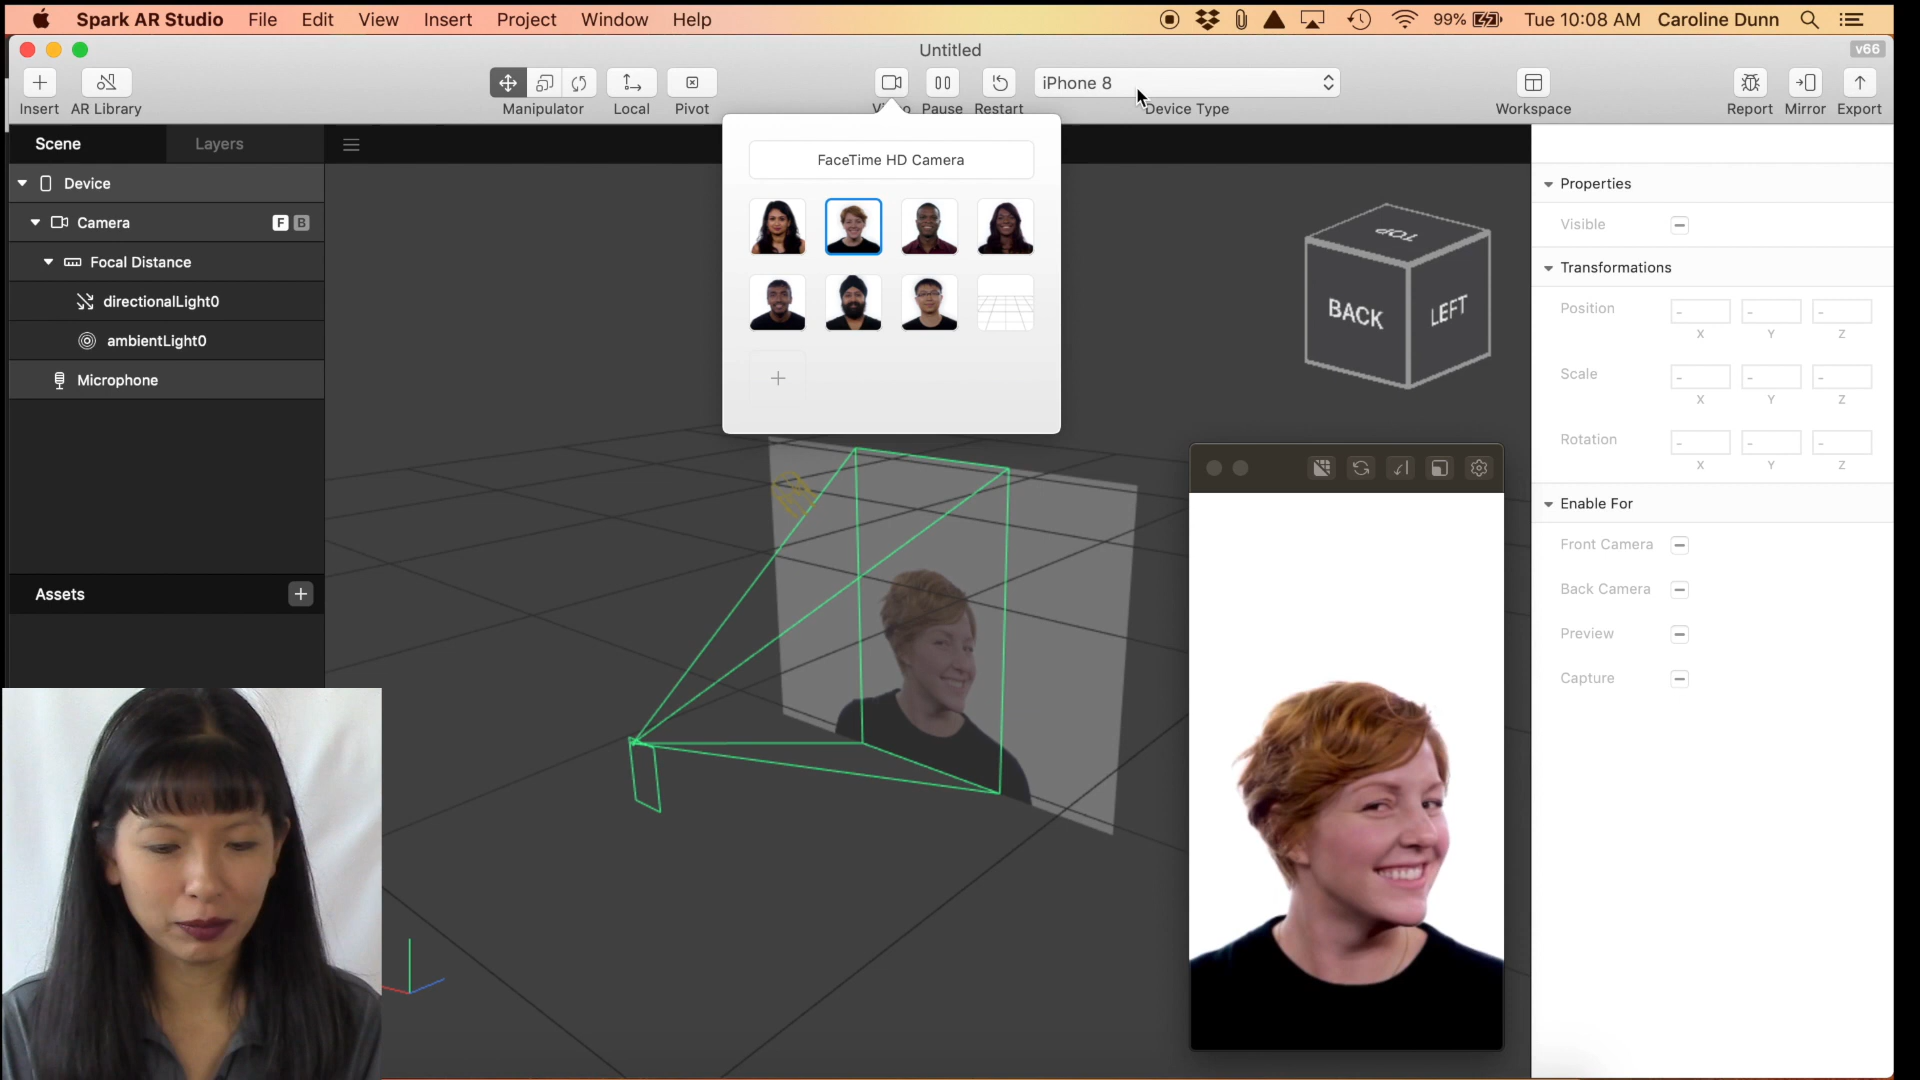 Spark AR Studio File Edit View Insert Project Window Help 99% Tue 10:08 AM Caroline Dunn
Untitled
v66
iPhone 8
Insert AR Library Manipulator Local Pivot Pause Restart Device Type Workspace Report Mirror Export
Scene Layers
FaceTime HD Camera
Device
Camera F B
Focal Distance
directionalLight0
ambientLight0
Microphone
Assets
TOP
BACK LEFT
Properties
Visible
Transformations
Position - - -
X Y Z
Scale - - -
X Y Z
Rotation - - -
X Y Z
Enable For
Front Camera
Back Camera
Preview
Capture